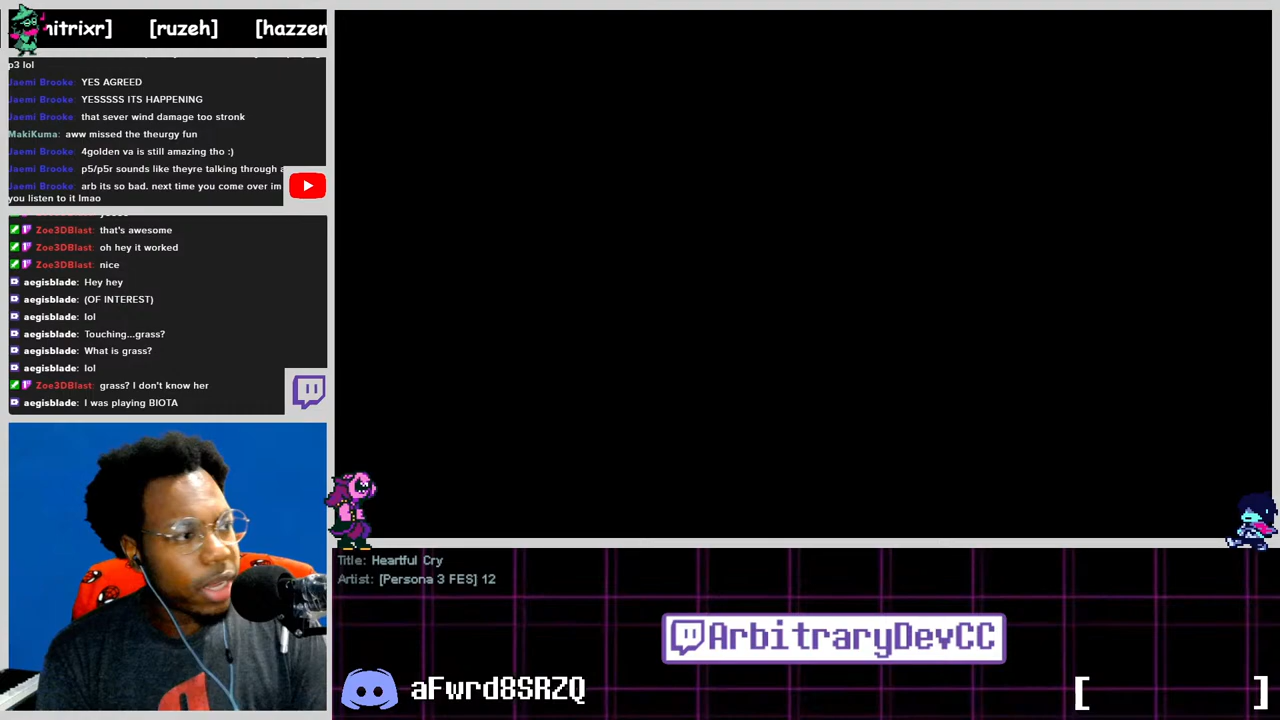 nitrixr] [ruzeh] [hazzen
p3 lol
Jaemi Brooke: YES AGREED
Jaemi Brooke: YESSSSS ITS HAPPENING
Jaemi Brooke: that sever wind damage too stronk
MakiKuma: aww missed the theurgy fun
Jaemi Brooke: 4golden va is still amazing tho :)
Jaemi Brooke: p5/p5r sounds like theyre talking through a
Jaemi Brooke: arb its so bad. next time you come over im
you listen to it lmao
Zoe3DBlast: that's awesome
Zoe3DBlast: oh hey it worked
Zoe3DBlast: nice
aegisblade: Hey hey
aegisblade: (OF INTEREST)
aegisblade: lol
aegisblade: Touching...grass?
aegisblade: What is grass?
aegisblade: lol
Zoe3DBlast: grass? I don't know her
aegisblade: I was playing BIOTA
Title: Heartful Cry
Artist: [Persona 3 FES] 12
ArbitraryDevCC
aFwrd8SRZQ
[ ]